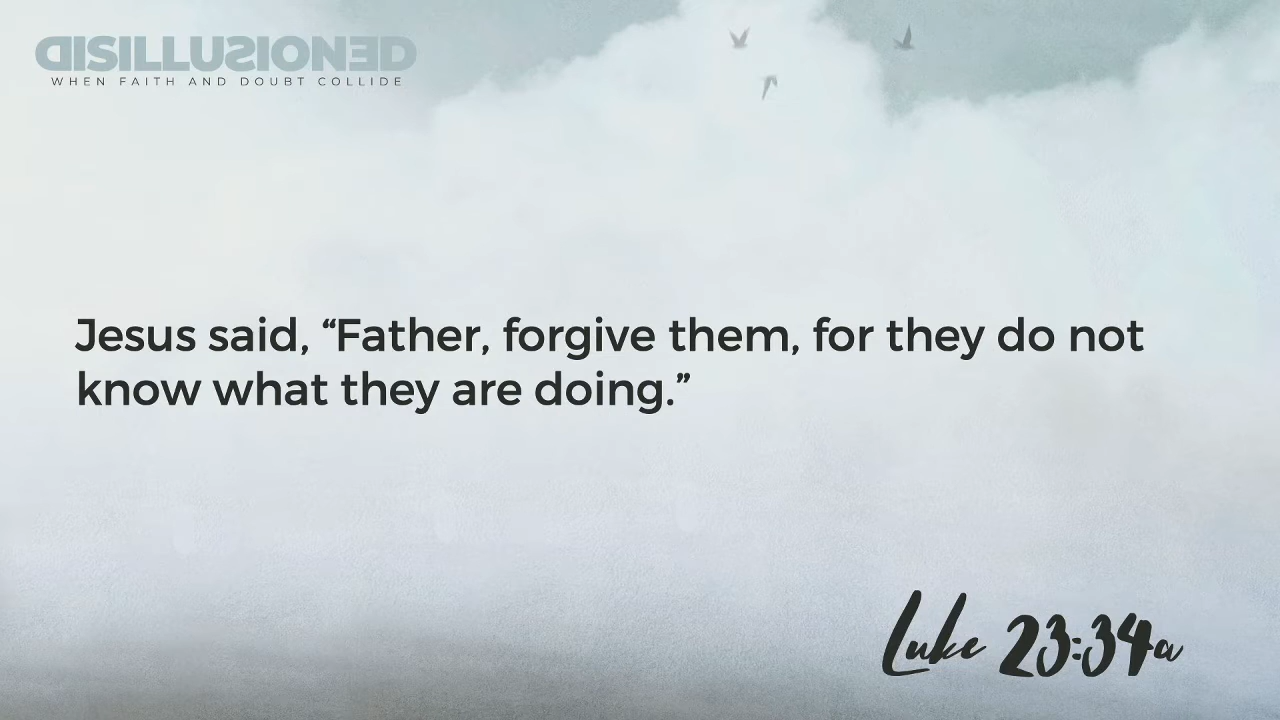 DISILLUSIONED
WHEN FAITH AND DOUBT COLLIDE
Jesus said, “Father, forgive them, for they do not
know what they are doing.”
Luke 23:34a